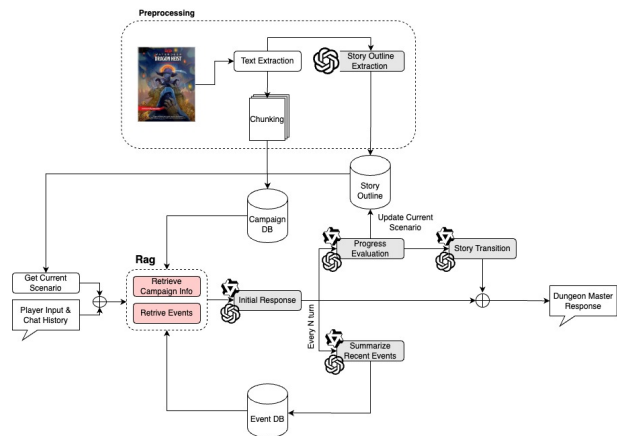 Preprocessing
DRAGON HEIST
Text Extraction
Story Outline
Extraction
Chunking
Story
Outline
Campaign
DB
Update Current
Scenario
Rag
Get Current
Scenario
Player Input &
Chat History
Retrieve
Campaign Info
Retrive Events
Initial Response
Progress
Evaluation
Story Transition
Every N turn
Dungeon Master
Response
Summarize
Recent Events
Event DB